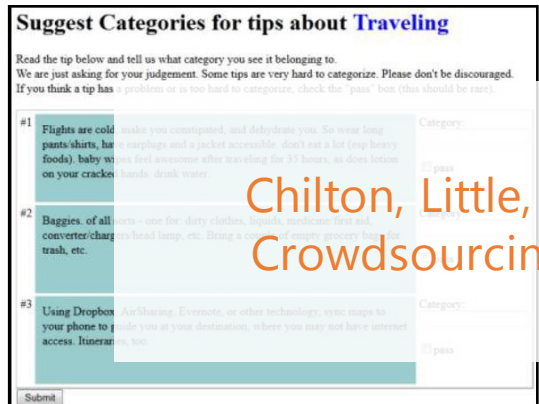 Suggest Categories for tips about Traveling
Read the tip below and tell us what category you see it belonging to.
We are just asking for your judgement. Some tips are very hard to categorize. Please don't be discouraged.
If you think a tip has a problem or is too hard to categorize, check the "pass" box (this should be rare).
#1
Flights are cold, make you constipated, and dehydrate you. So wear long
pants/shirts, have earplugs and a jacket accessible. don't eat a lot (esp heavy
foods). baby wipes feel awesome after traveling for 35 hours, as does lotion
on your cracked hands. drink water.
Category:
pass
#2
Baggies. of all sorts - one for: dirty clothes, liquids, medicine/first aid,
converter/chargers/head lamp, etc. Bring a couple of empty grocery bags for
trash, etc.
Category:
pass
#3
Using Dropbox, AirSharing, Evernote, or other technology, sync maps to
your phone to guide you at your destination, where you may not have internet
access. Itineraries, too.
Category:
pass
Submit
Chilton, Little,
Crowdsourcin